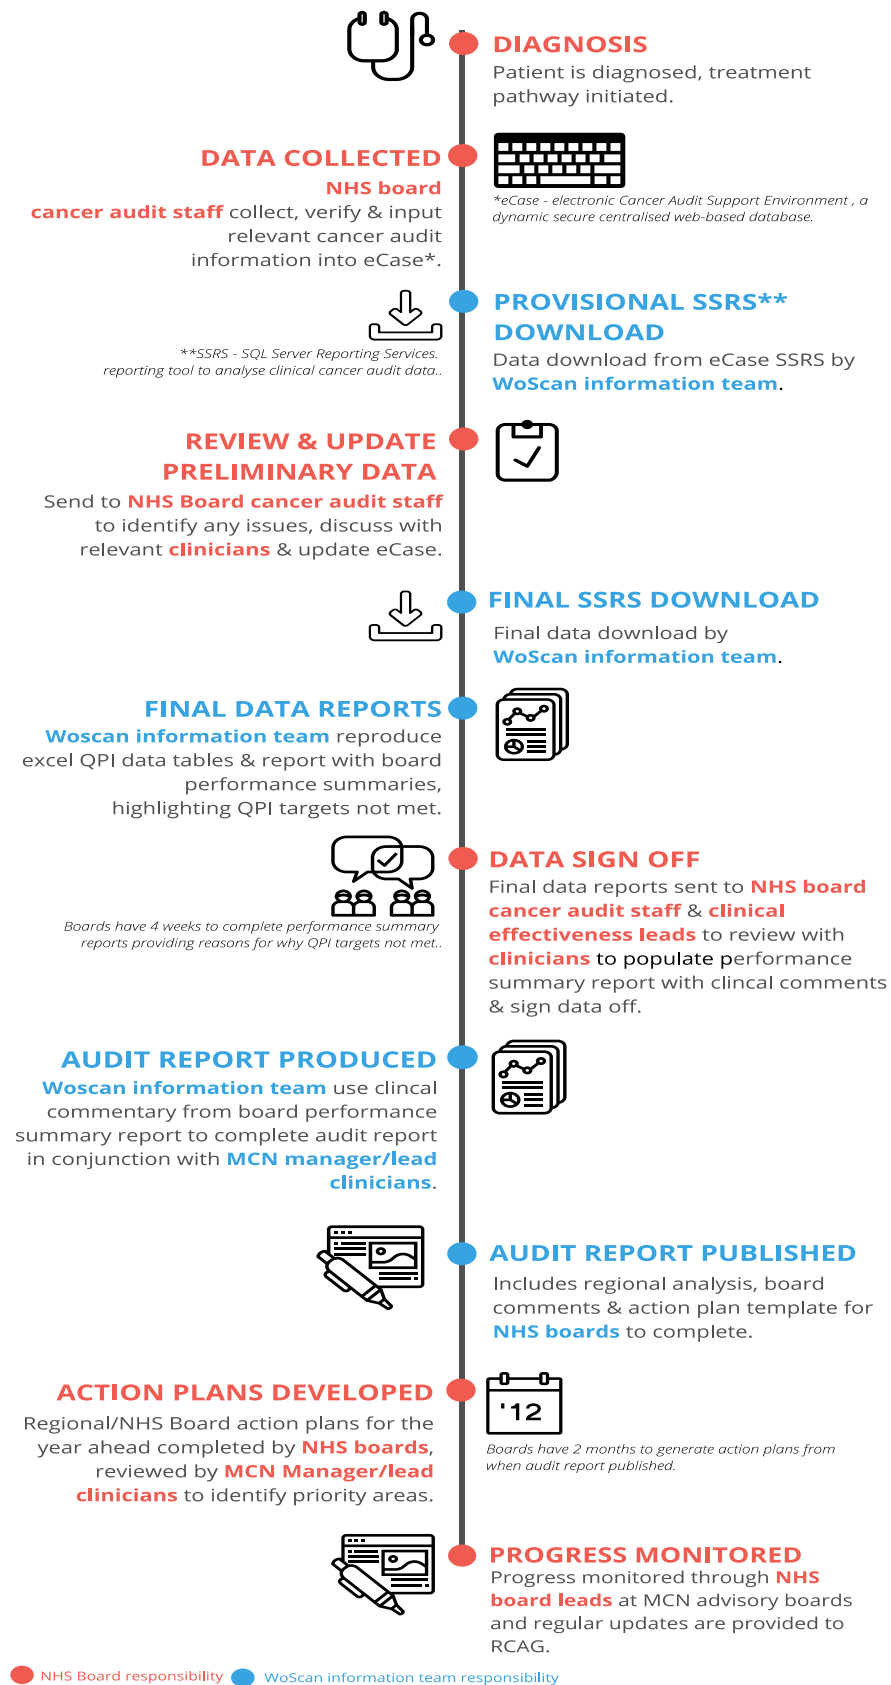 DIAGNOSIS
Patient is diagnosed, treatment
pathway initiated.
DATA COLLECTED
NHS board
cancer audit staff collect, verify & input
relevant cancer audit
information into eCase*.
*eCase - electronic Cancer Audit Support Environment , a
dynamic secure centralised web-based database.
PROVISIONAL SSRS**
DOWNLOAD
Data download from eCase SSRS by
WoScan information team.
**SSRS - SQL Server Reporting Services.
reporting tool to analyse clinical cancer audit data..
REVIEW & UPDATE
PRELIMINARY DATA
Send to NHS Board cancer audit staff
to identify any issues, discuss with
relevant clinicians & update eCase.
FINAL SSRS DOWNLOAD
Final data download by
WoScan information team.
FINAL DATA REPORTS
Woscan information team reproduce
excel QPI data tables & report with board
performance summaries,
highlighting QPI targets not met.
DATA SIGN OFF
Final data reports sent to NHS board
cancer audit staff & clinical
effectiveness leads to review with
clinicians to populate performance
summary report with clincal comments
& sign data off.
Boards have 4 weeks to complete performance summary
reports providing reasons for why QPI targets not met..
AUDIT REPORT PRODUCED
Woscan information team use clincal
commentary from board performance
summary report to complete audit report
in conjunction with MCN manager/lead
clinicians.
AUDIT REPORT PUBLISHED
Includes regional analysis, board
comments & action plan template for
NHS boards to complete.
ACTION PLANS DEVELOPED
Regional/NHS Board action plans for the
year ahead completed by NHS boards,
reviewed by MCN Manager/lead
clinicians to identify priority areas.
'12
Boards have 2 months to generate action plans from
when audit report published.
PROGRESS MONITORED
Progress monitored through NHS
board leads at MCN advisory boards
and regular updates are provided to
RCAG.
NHS Board responsibility
WoScan information team responsibility